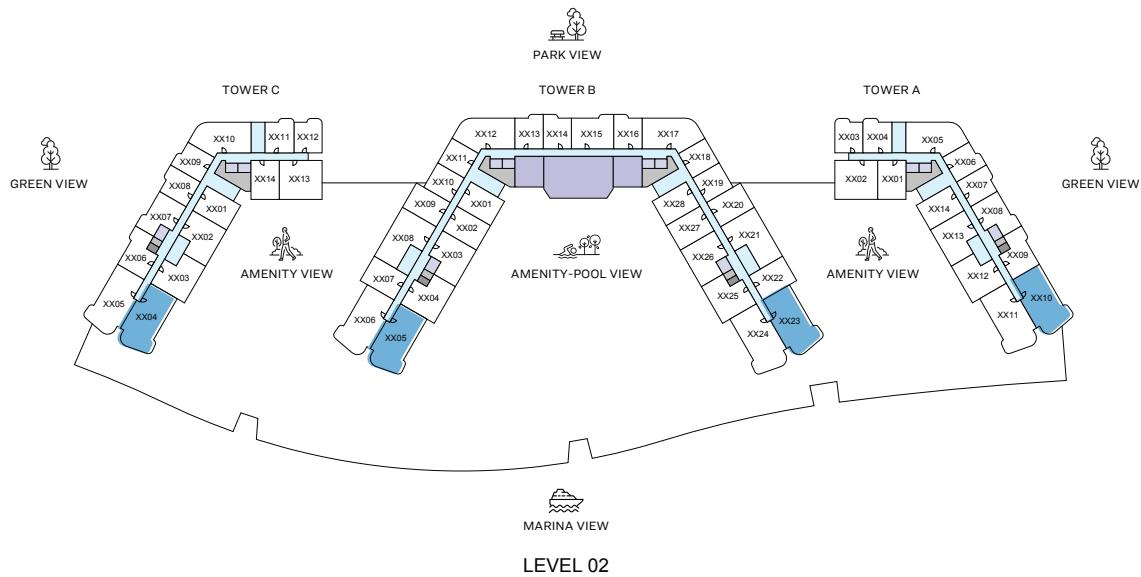 PARK VIEW
TOWER C
TOWER B
TOWER A
GREEN VIEW
GREEN VIEW
XX10
XX11
XX12
XX09
XX08
XX07
XX06
XX05
XX04
XX03
XX02
XX01
XX14
XX13
AMENITY VIEW
XX12
XX13
XX14
XX15
XX16
XX17
XX11
XX10
XX09
XX08
XX07
XX06
XX05
XX04
XX03
XX02
XX01
XX18
XX19
XX20
XX21
XX22
XX23
XX24
XX25
XX26
XX27
XX28
AMENITY-POOL VIEW
AMENITY VIEW
XX03
XX04
XX05
XX02
XX01
XX06
XX07
XX08
XX09
XX10
XX11
XX12
XX13
XX14
MARINA VIEW
LEVEL 02